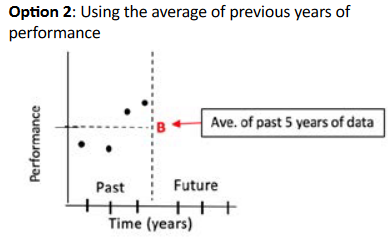 Option 2: Using the average of previous years of
performance
Performance
B
Ave. of past 5 years of data
Past
Future
Time (years)